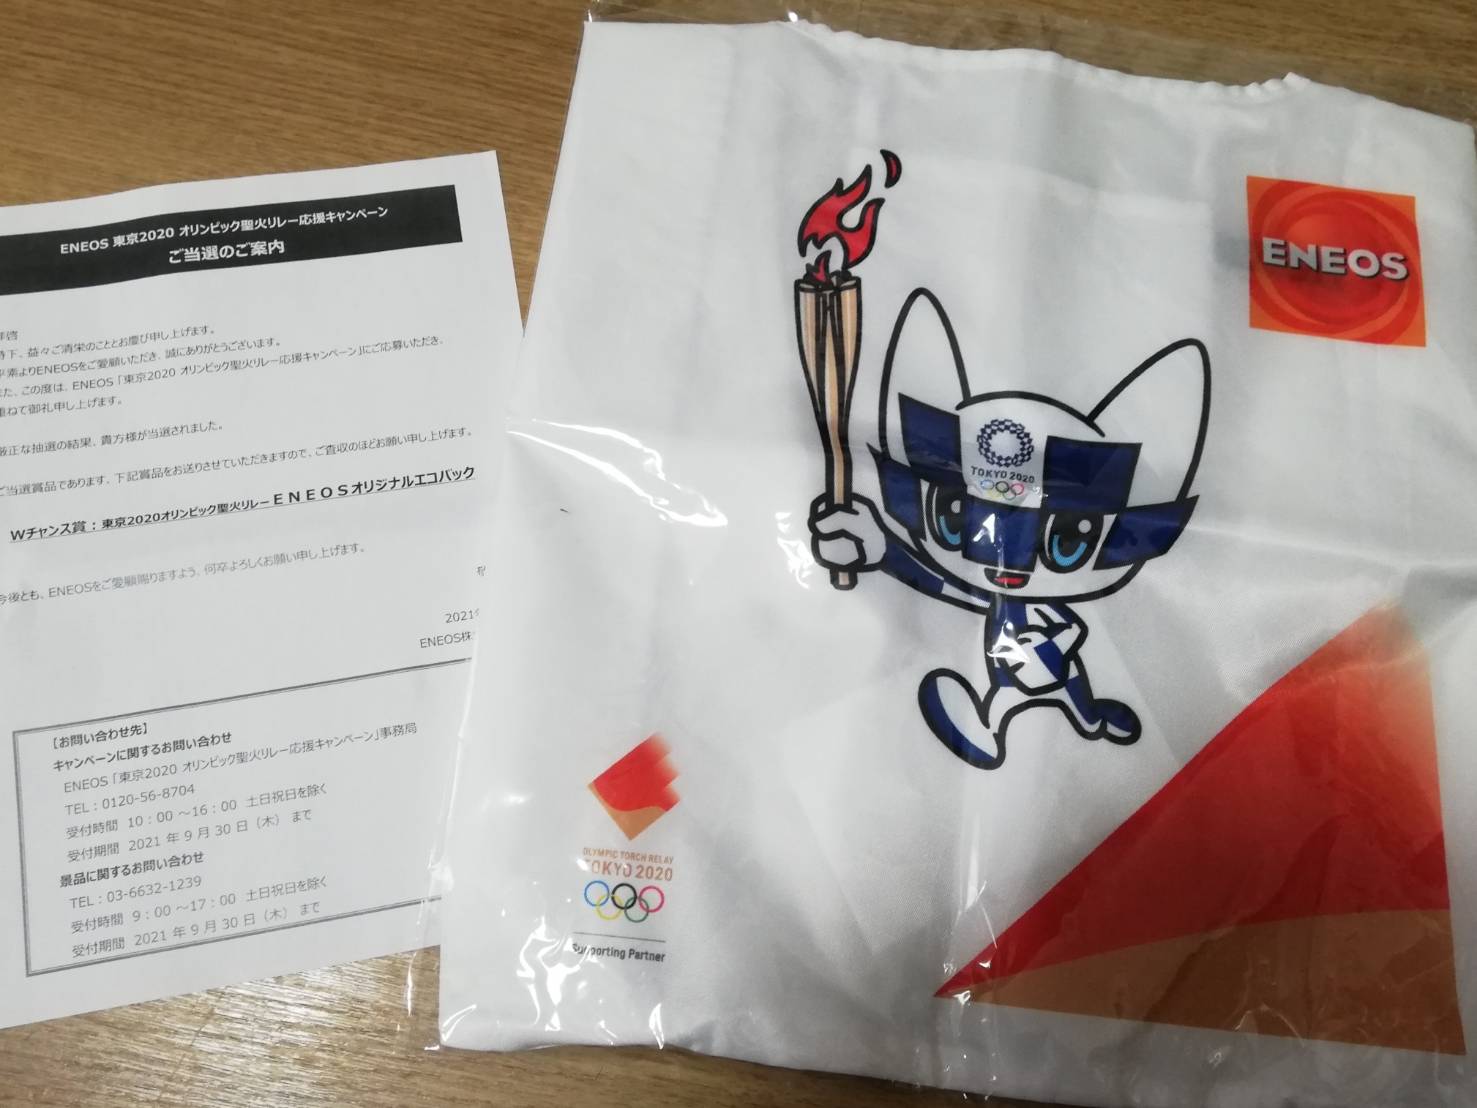 ENEOS 東京2020 オリンピック聖火リレー応援キャンペーン
ご当選のご案内
拝啓
時下、益々ご清栄のこととお慶び申し上げます。
平素よりENEOSをご愛顧いただき、誠にありがとうございます。
また、この度は、ENEOS「東京2020 オリンピック聖火リレー応援キャンペーン」にご応募いただき、
重ねて御礼申し上げます。
厳正な抽選の結果、貴方様が当選されました。
ご当選賞品であります、下記賞品をお送りさせていただきますので、ご査収のほどお願い申し上げます。
Wチャンス賞：東京2020オリンピック聖火リレーENEOSオリジナルエコバック
今後とも、ENEOSをご愛顧賜りますよう、何卒よろしくお願い申し上げます。
2021
ENEOS株
【お問い合わせ先】
キャンペーンに関するお問い合わせ
ENEOS「東京2020 オリンピック聖火リレー応援キャンペーン」事務局
TEL：0120-56-8704
受付時間 10：00 ～16：00 土日祝日を除く
受付期間 2021 年 9 月 30 日（木） まで
景品に関するお問い合わせ
TEL：03-6632-1239
受付時間 9：00 ～17：00 土日祝日を除く
受付期間 2021 年 9 月 30 日（木） まで
ENEOS
TOKYO 2020
OLYMPIC TORCH RELAY
TOKYO 2020
Supporting Partner